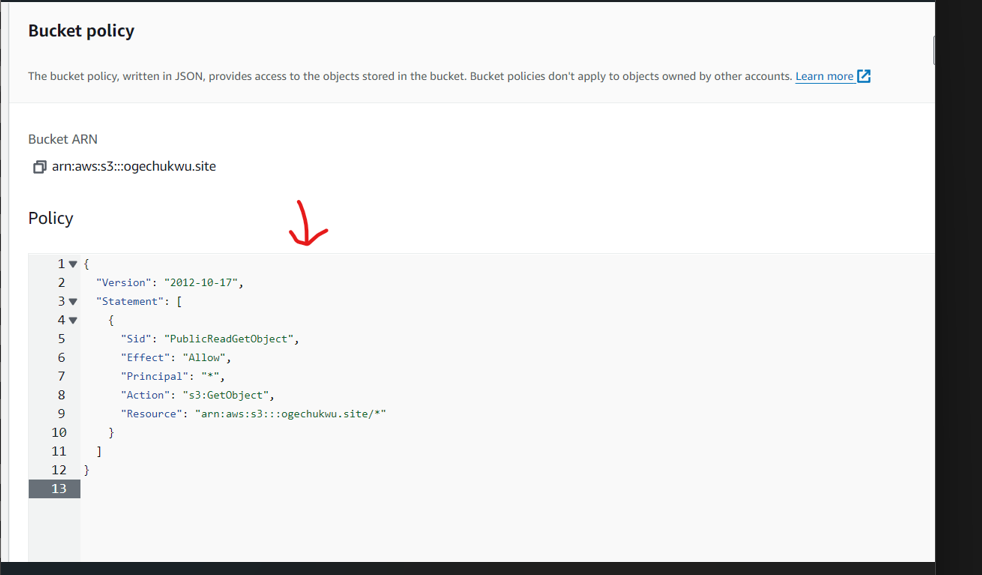 Bucket policy
The bucket policy, written in JSON, provides access to the objects stored in the bucket. Bucket policies don't apply to objects owned by other accounts. Learn more
Bucket ARN
arn:aws:s3:::ogechukwu.site
Policy
1 {
2 "Version": "2012-10-17",
3 "Statement": [
4 {
5 "Sid": "PublicReadGetObject",
6 "Effect": "Allow",
7 "Principal": "*",
8 "Action": "s3:GetObject",
9 "Resource": "arn:aws:s3:::ogechukwu.site/*"
10 }
11 ]
12 }
13